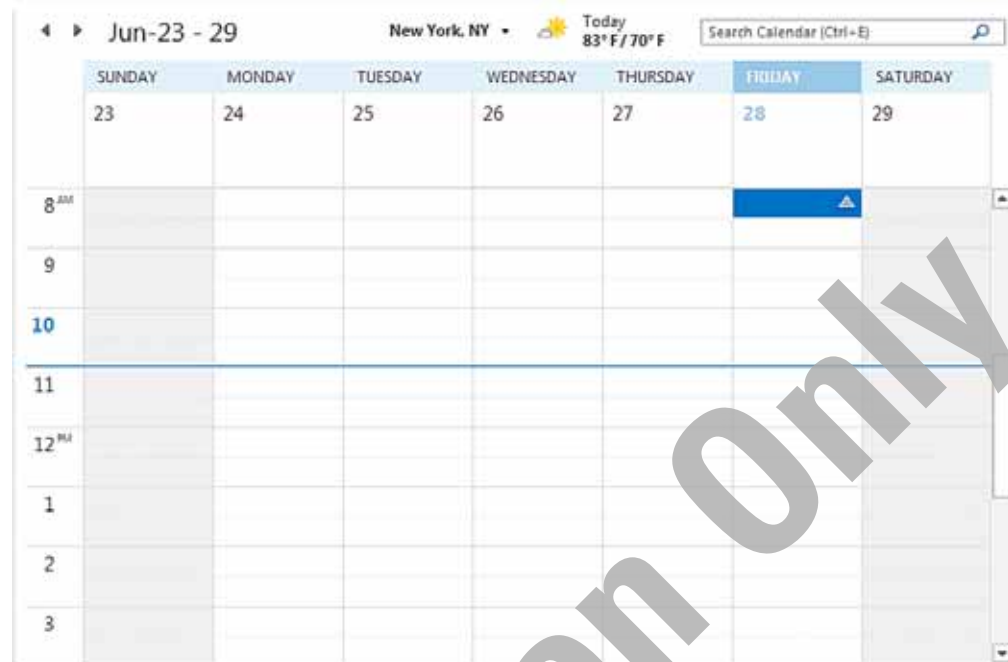 Jun-23 - 29 New York, NY Today 83° F / 70° F Search Calendar (Ctrl+E)
SUNDAY MONDAY TUESDAY WEDNESDAY THURSDAY FRIDAY SATURDAY
23 24 25 26 27 28 29
8 AM
9
10
11
12 PM
1
2
3
on Only